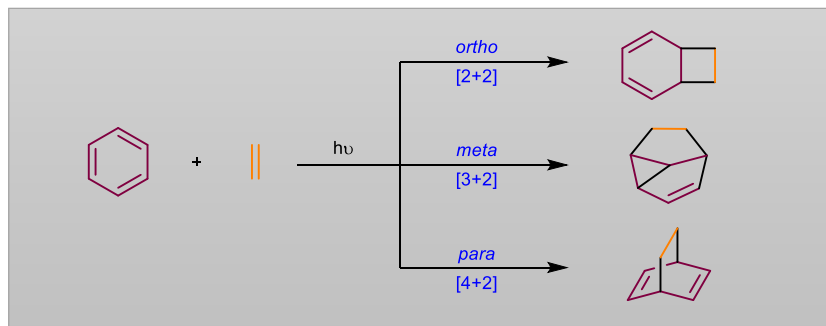 ortho
[2+2]
+
hυ
meta
[3+2]
para
[4+2]